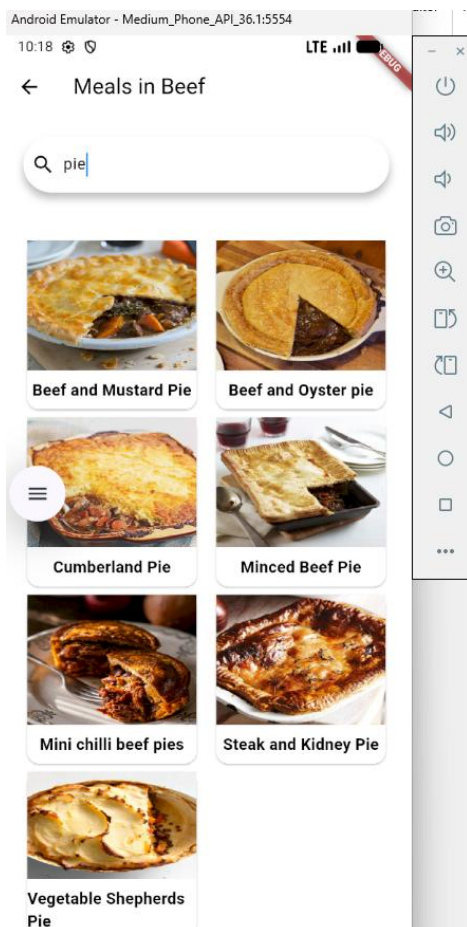 Android Emulator - Medium_Phone_API_36.1:5554
10:18 LTE
DEBUG
Meals in Beef
pie
Beef and Mustard Pie Beef and Oyster pie
Cumberland Pie Minced Beef Pie
Mini chilli beef pies Steak and Kidney Pie
Vegetable Shepherds
Pie